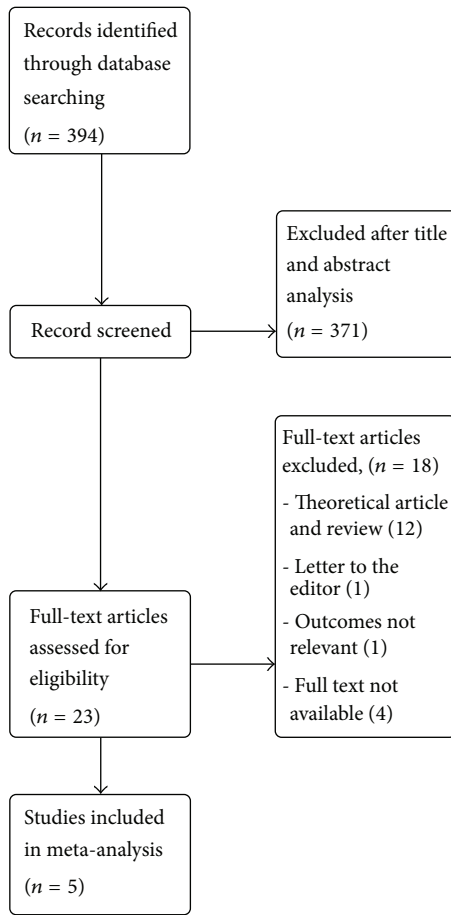 Records identified
through database
searching
(n = 394)
Excluded after title
and abstract
analysis
(n = 371)
Record screened
Full-text articles
excluded, (n = 18)
- Theoretical article
and review (12)
- Letter to the
editor (1)
- Outcomes not
relevant (1)
- Full text not
available (4)
Full-text articles
assessed for
eligibility
(n = 23)
Studies included
in meta-analysis
(n = 5)